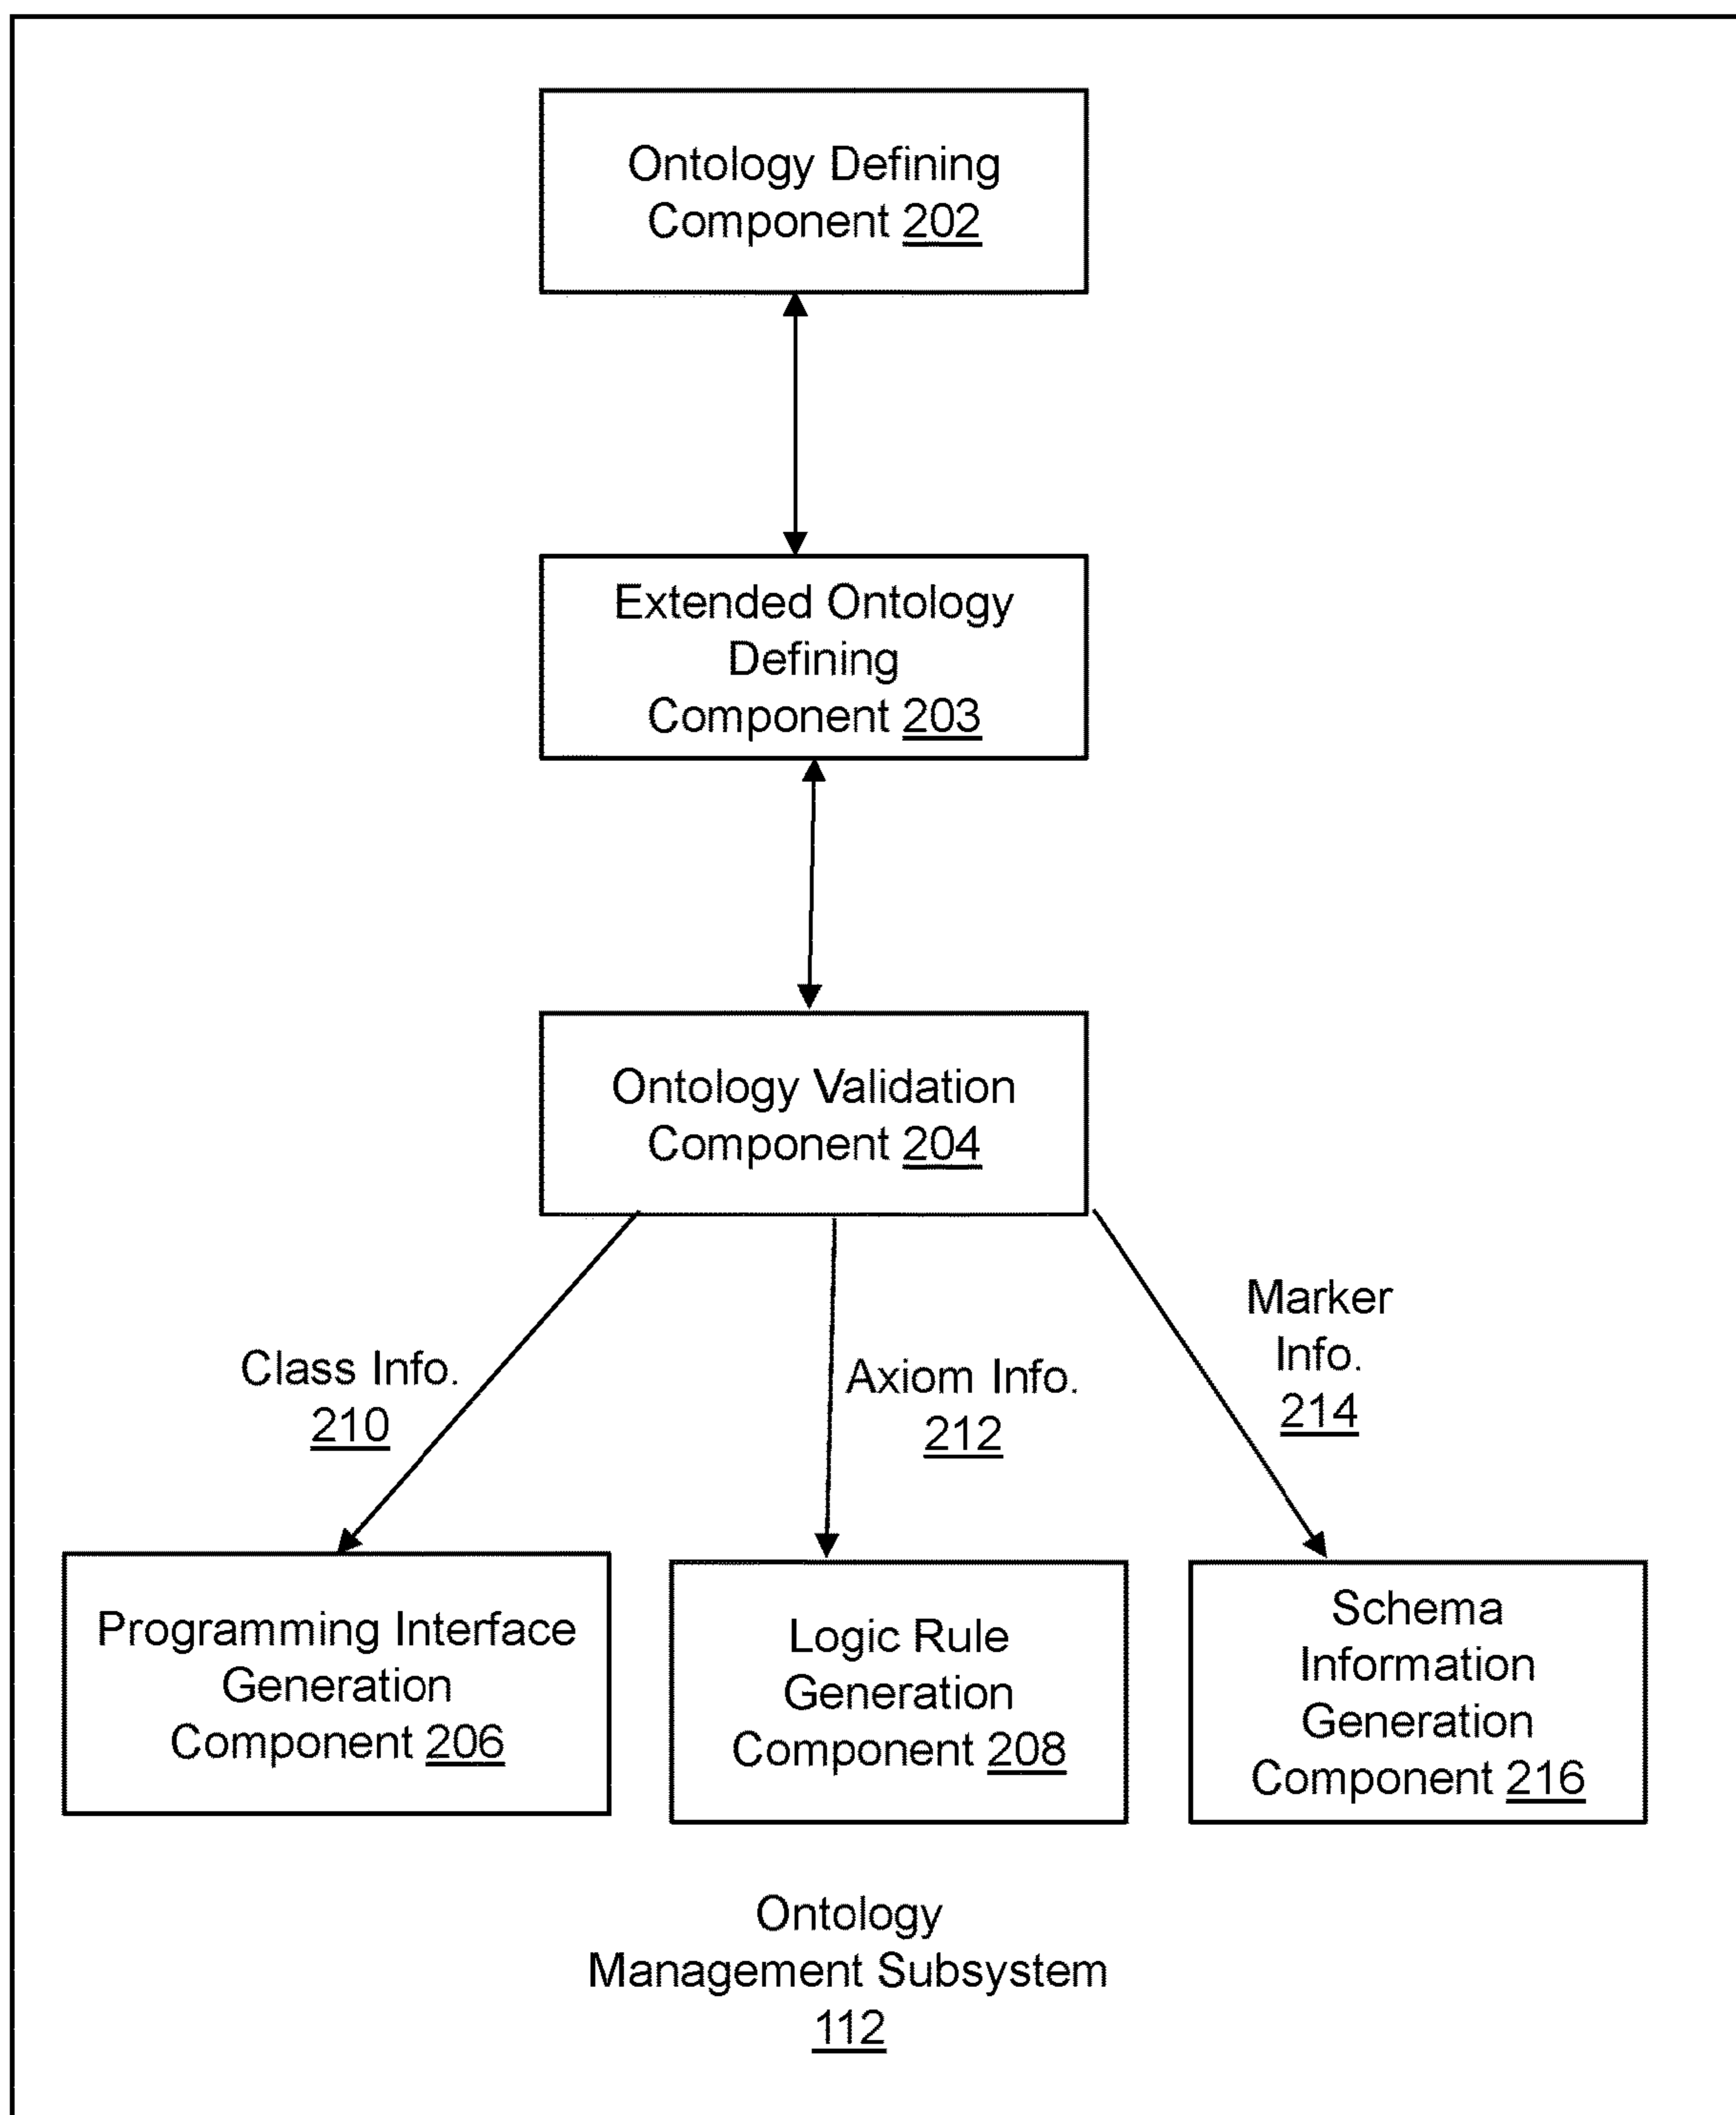 Ontology Defining
Component 202
Extended Ontology
Defining
Component 203
Ontology Validation
Component 204
Class Info.
210
Axiom Info.
212
Marker
Info.
214
Programming Interface
Generation
Component 206
Logic Rule
Generation
Component 208
Schema
Information
Generation
Component 216
Ontology
Management Subsystem
112